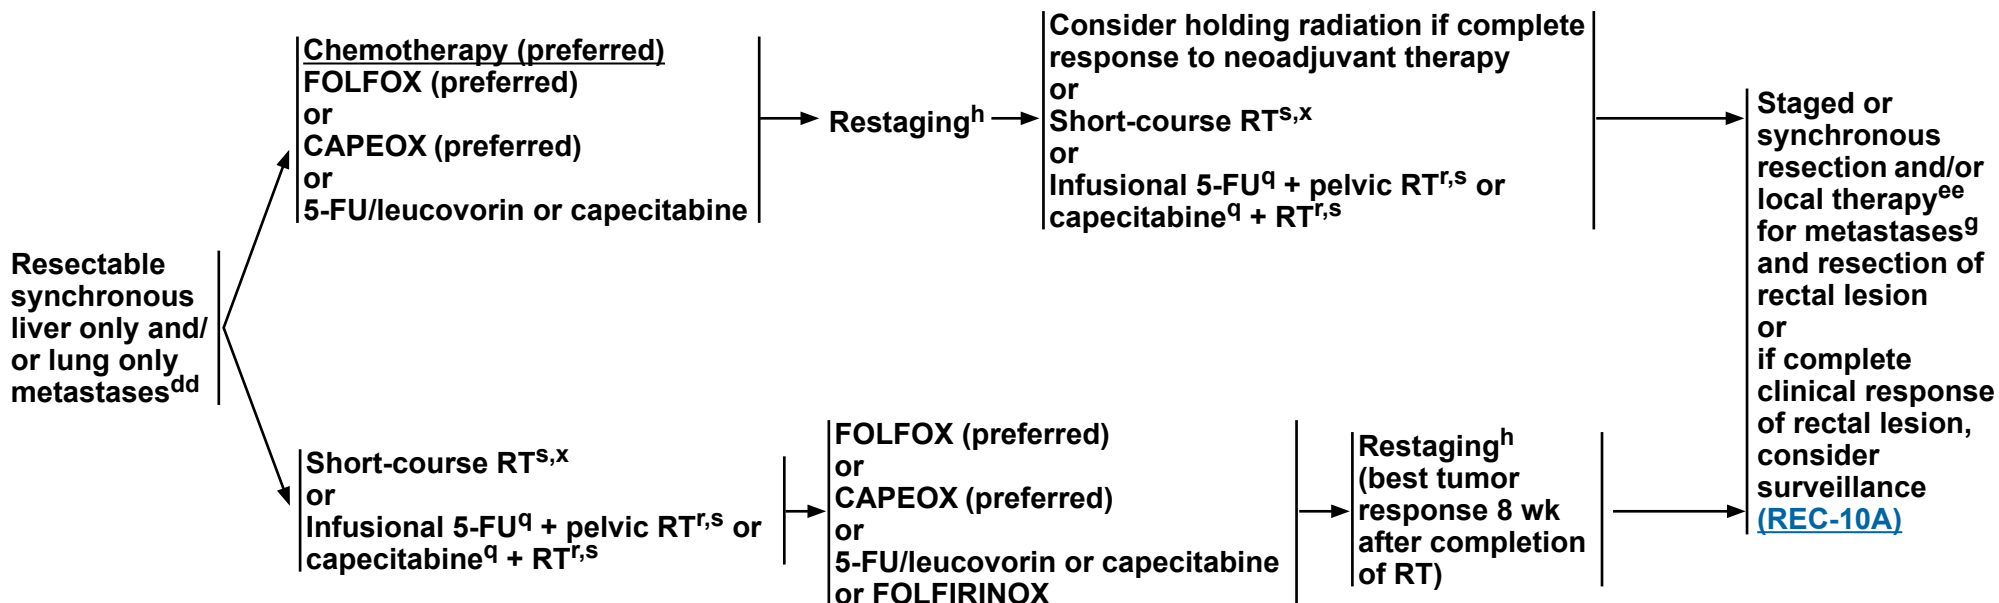 Resectable
synchronous
liver only and/
or lung only
metastasesdd
Chemotherapy (preferred)
FOLFOX (preferred)
or
CAPEOX (preferred)
or
5-FU/leucovorin or capecitabine
Restagingh
Consider holding radiation if complete
response to neoadjuvant therapy
or
Short-course RTs,x
or
Infusional 5-FUq + pelvic RTr,s or
capecitabineq + RTr,s
Short-course RTs,x
or
Infusional 5-FUq + pelvic RTr,s or
capecitabineq + RTr,s
FOLFOX (preferred)
or
CAPEOX (preferred)
or
5-FU/leucovorin or capecitabine
or FOLFIRINOX
Restagingh
(best tumor
response 8 wk
after completion
of RT)
Staged or
synchronous
resection and/or
local therapyee
for metastasesg
and resection of
rectal lesion
or
if complete
clinical response
of rectal lesion,
consider
surveillance
(REC-10A)